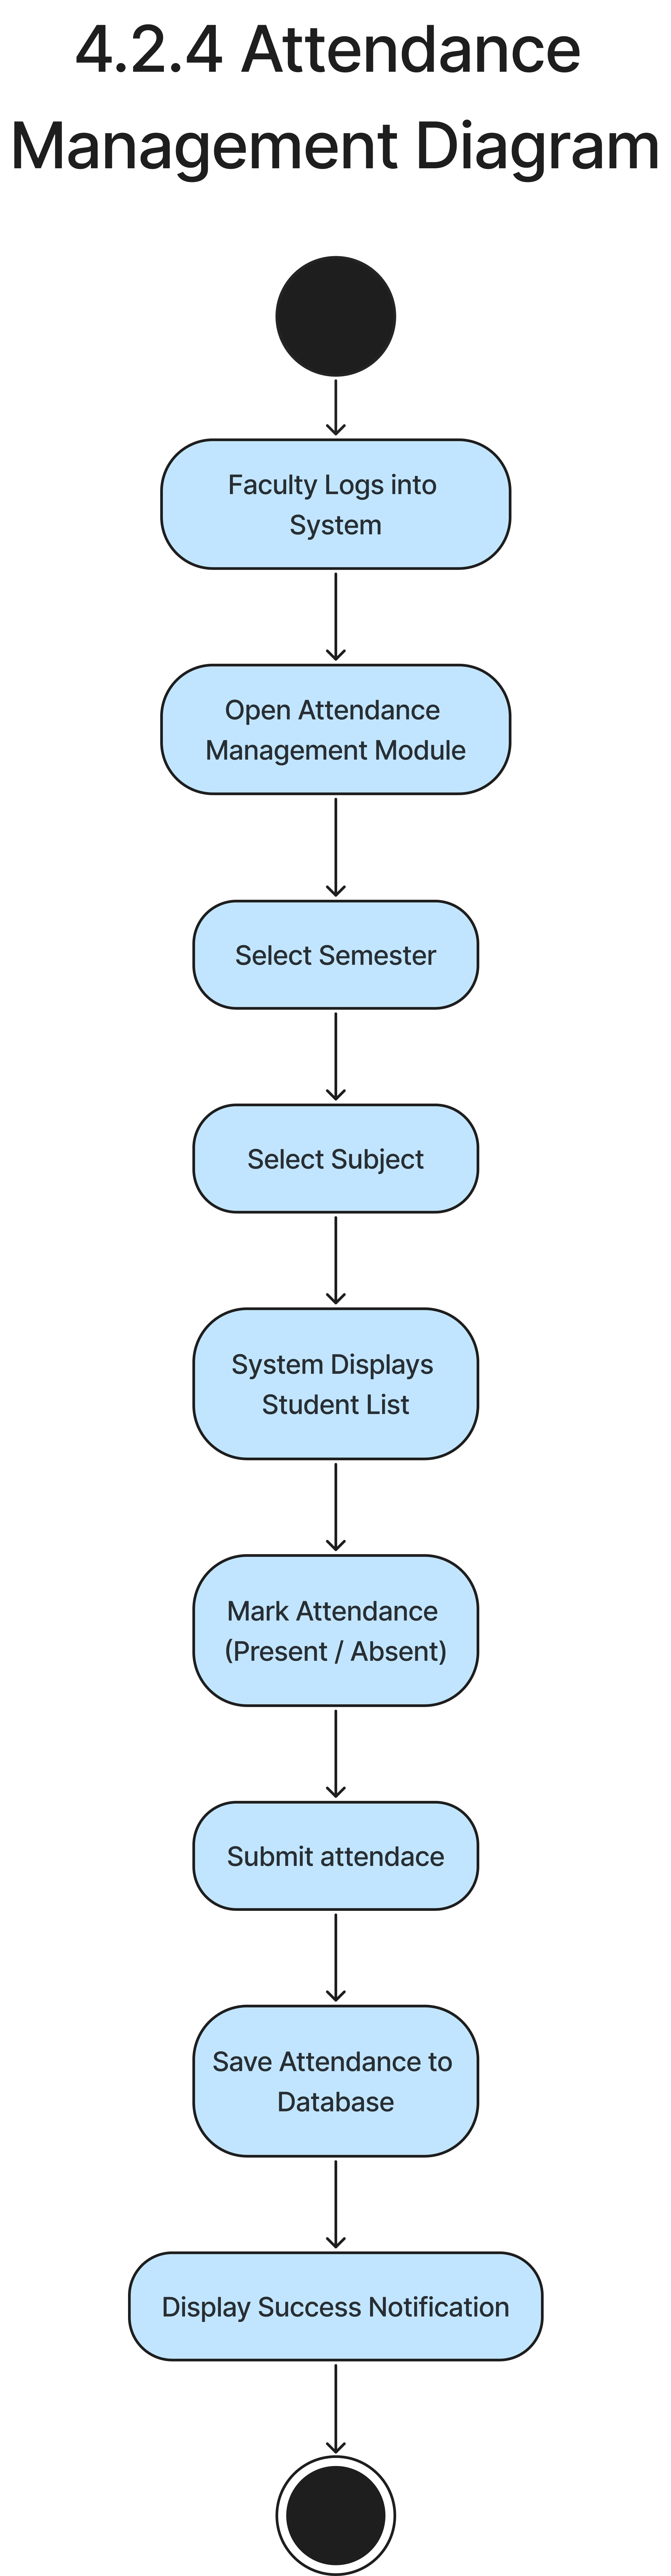 4.2.4 Attendance
Management Diagram
Faculty Logs into
System
Open Attendance
Management Module
Select Semester
Select Subject
System Displays
Student List
Mark Attendance
(Present / Absent)
Submit attendace
Save Attendance to
Database
Display Success Notification